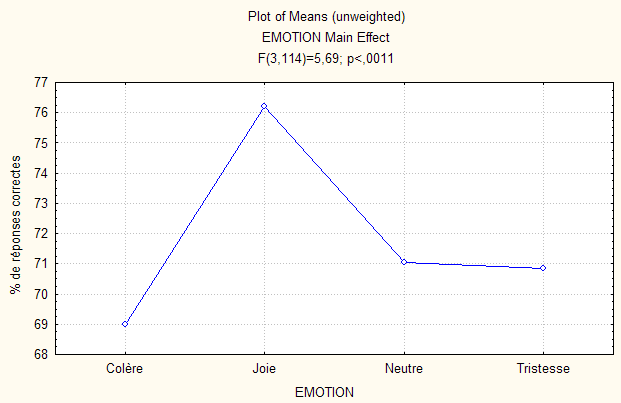 Plot of Means (unweighted)
EMOTION Main Effect
F(3,114)=5,69; p<,0011
% de réponses correctes
77
76
75
74
73
72
71
70
69
68
Colère Joie Neutre Tristesse
EMOTION